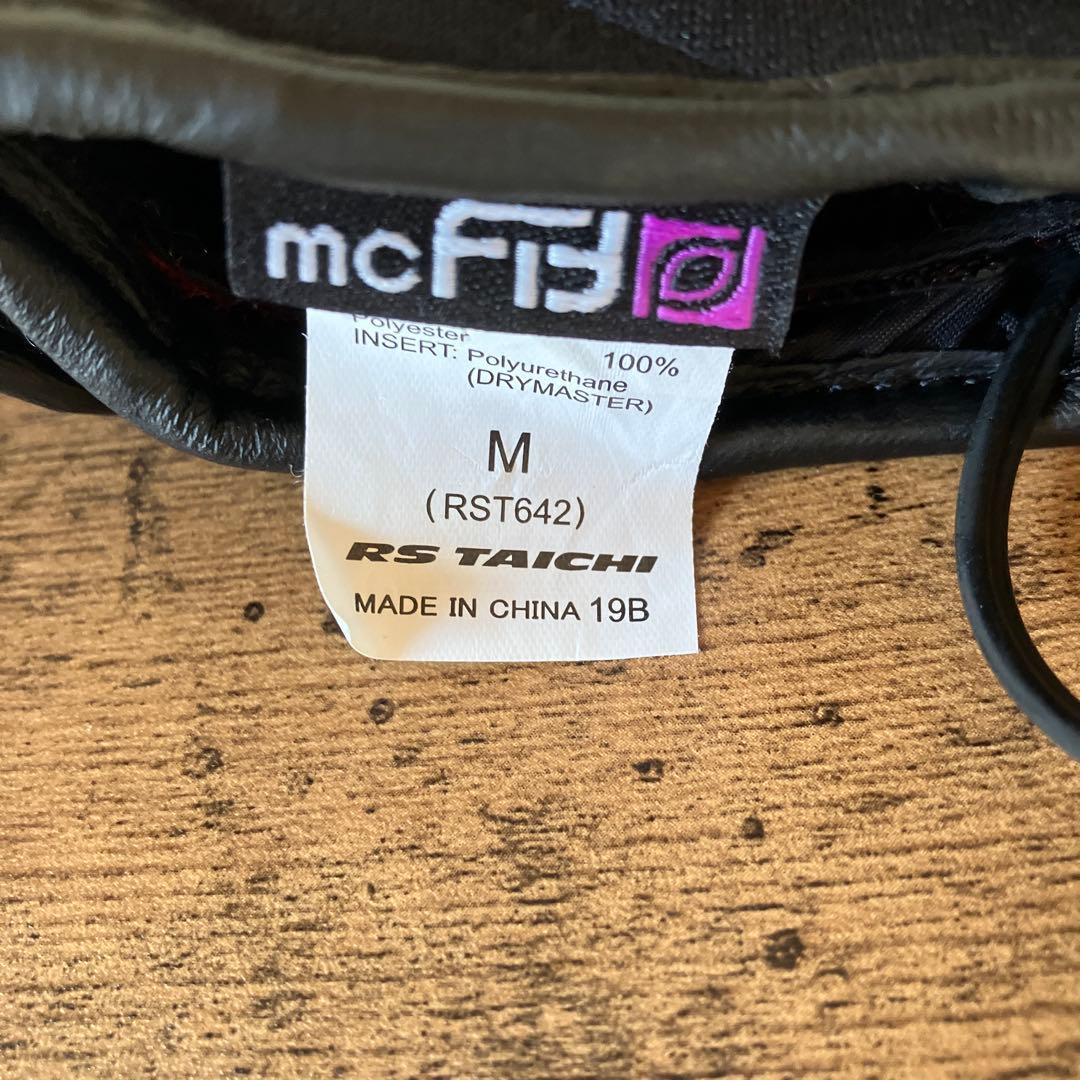 mcFit
Polyester 100%
INSERT: Polyurethane
(DRYMASTER)
M
(RST642)
RS TAICHI
MADE IN CHINA 19B